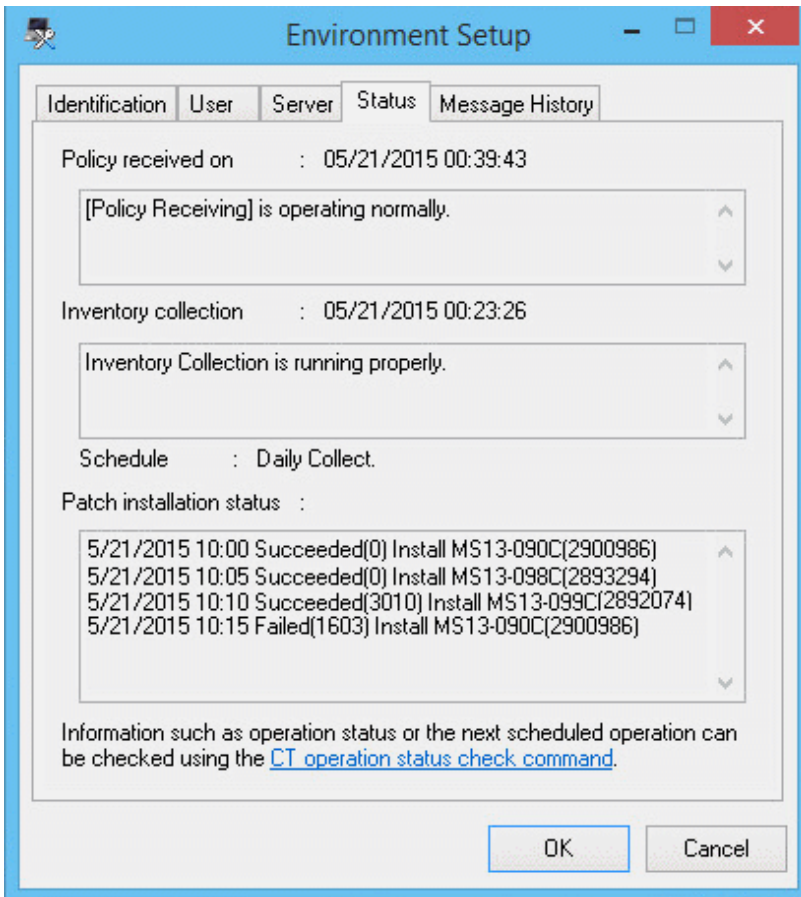 Environment Setup
Identification User Server Status Message History
Policy received on : 05/21/2015 00:39:43
[Policy Receiving] is operating normally.
Inventory collection : 05/21/2015 00:23:26
Inventory Collection is running properly.
Schedule : Daily Collect.
Patch installation status :
5/21/2015 10:00 Succeeded(0) Install MS13-090C(2900986)
5/21/2015 10:05 Succeeded(0) Install MS13-098C(2893294)
5/21/2015 10:10 Succeeded(3010) Install MS13-099C(2892074)
5/21/2015 10:15 Failed(1603) Install MS13-090C(2900986)
Information such as operation status or the next scheduled operation can
be checked using the CT operation status check command.
OK Cancel